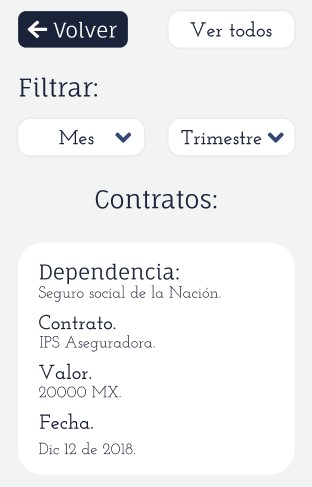 Volver
Ver todos
Filtrar:
Mes
Trimestre
Contratos:
Dependencia:
Seguro social de la Nación.
Contrato.
IPS Aseguradora.
Valor.
20000 MX.
Fecha.
Dic 12 de 2018.